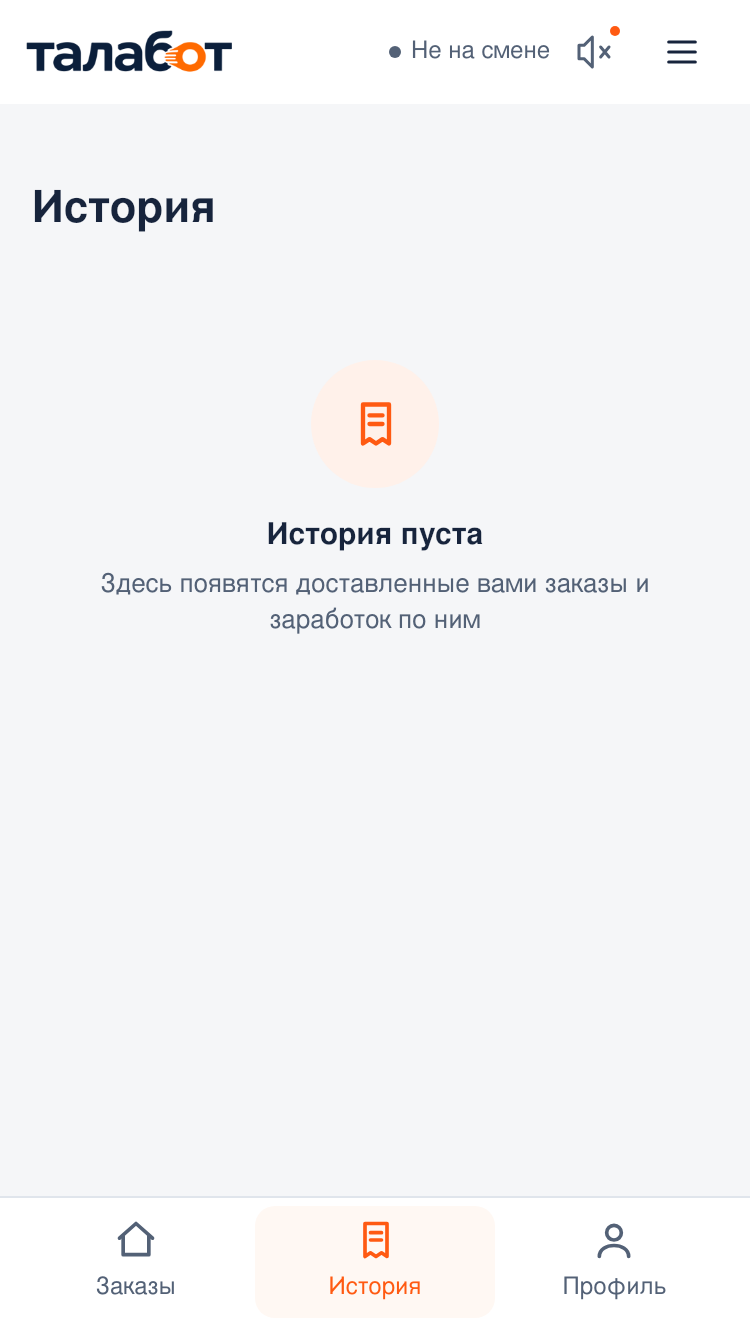 талабот
Не на смене
История
История пуста
Здесь появятся доставленные вами заказы и
заработок по ним
Заказы
История
Профиль